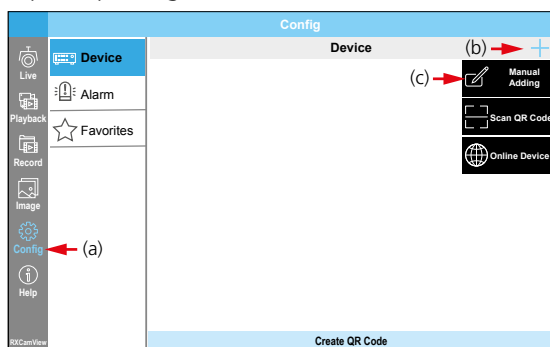 Config
Device
(b)
Live
Device
(c)
Manual
Adding
Alarm
Playback
Scan QR Code
Favorites
Record
Online Device
Image
Config
(a)
Help
RXCamView
Create QR Code